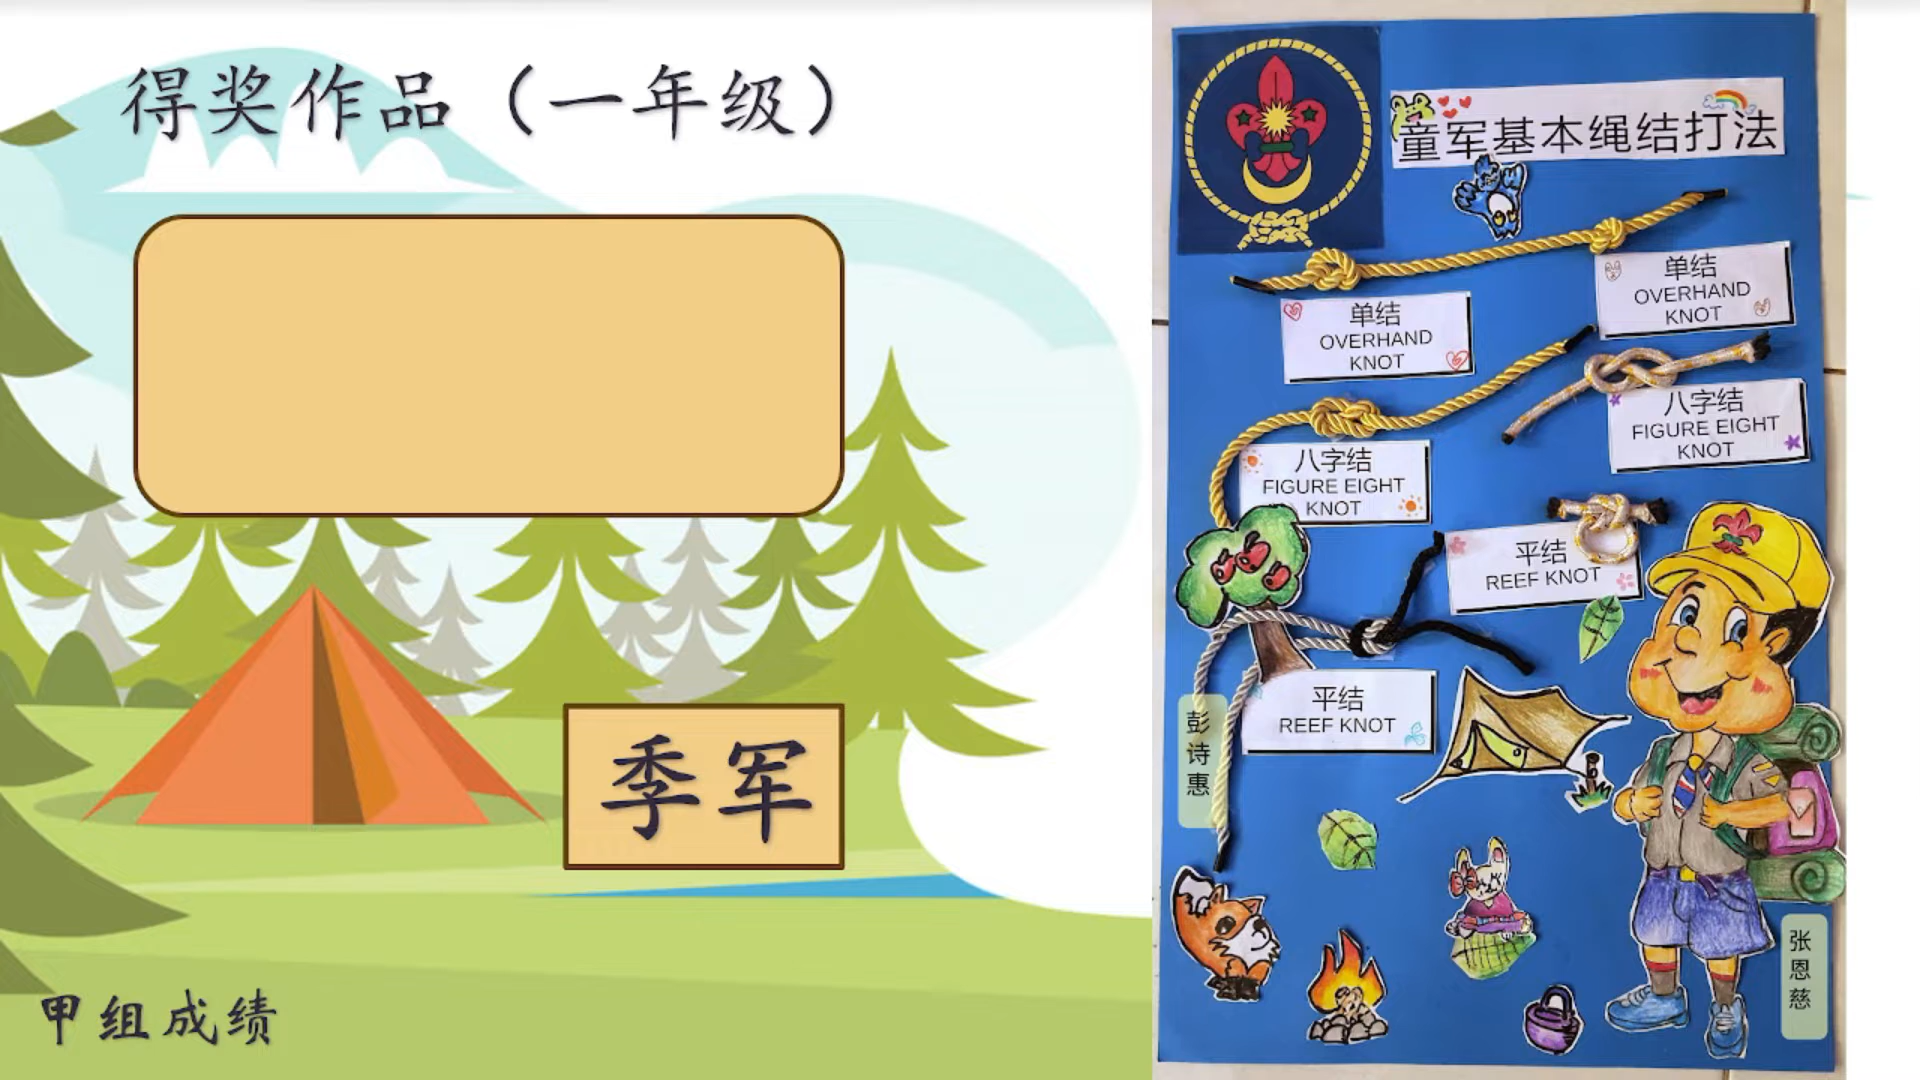 得奖作品（一年级）
季军
甲组成绩
童军基本绳结打法
单结
OVERHAND
KNOT
单结
OVERHAND
KNOT
八字结
FIGURE EIGHT
KNOT
八字结
FIGURE EIGHT
KNOT
平结
REEF KNOT
平结
REEF KNOT
彭诗惠
张恩慈